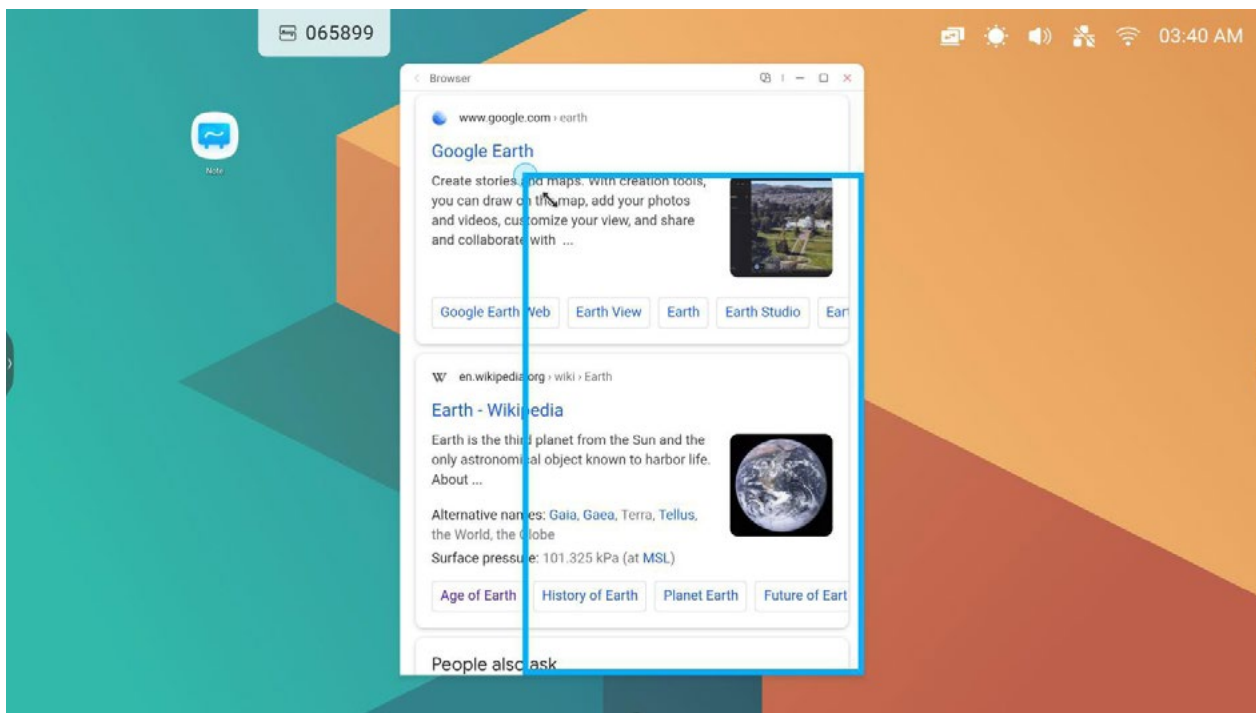 065899
03:40 AM
Note
Browser
www.google.com › earth
Google Earth
Create stories and maps. With creation tools,
you can draw on the map, add your photos
and videos, customize your view, and share
and collaborate with ...
Google Earth Web Earth View Earth Earth Studio Ear
W en.wikipedia.org › wiki › Earth
Earth - Wikipedia
Earth is the third planet from the Sun and the
only astronomical object known to harbor life.
About ...
Alternative names: Gaia, Gaea, Terra, Tellus,
the World, the Globe
Surface pressure: 101.325 kPa (at MSL)
Age of Earth History of Earth Planet Earth Future of Eart
People also ask